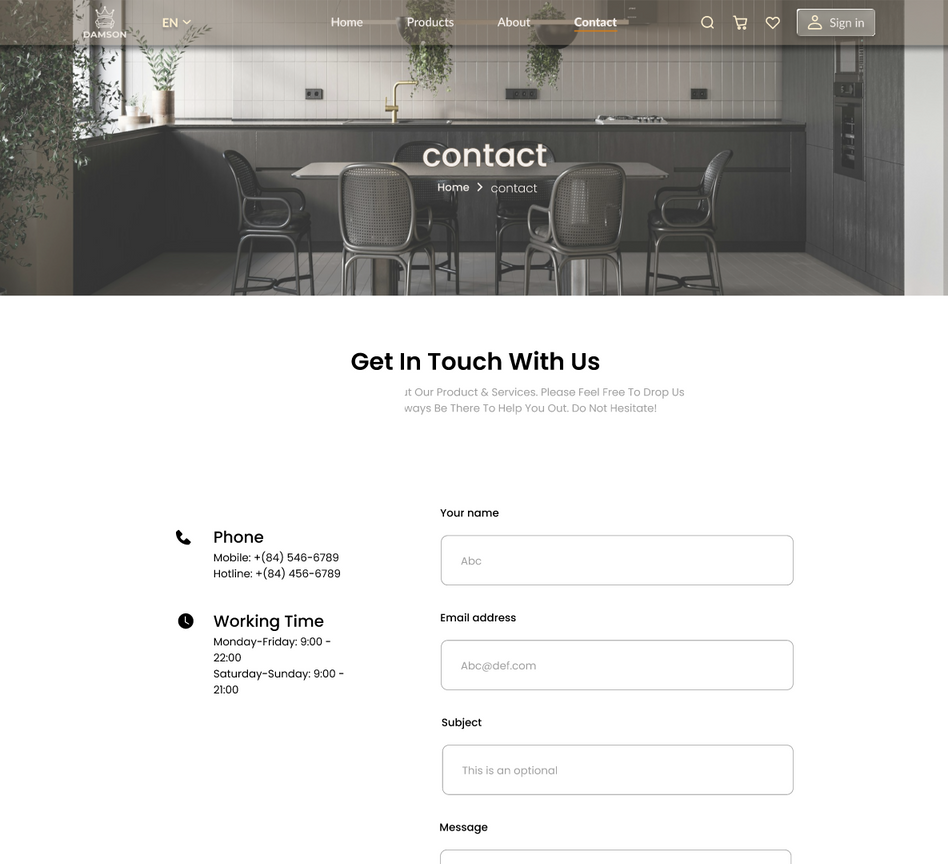 DAMSON
EN
Home
Products
About
Contact
Sign in
contact
Home
contact
Get In Touch With Us
Our Product & Services. Please Feel Free To Drop Us
Be There To Help You Out. Do Not Hesitate!
Your name
Abc
Phone
Mobile: +(84) 546-6789
Hotline: +(84) 456-6789
Email address
Abc@def.com
Working Time
Monday-Friday: 9:00 -
22:00
Saturday-Sunday: 9:00 -
21:00
Subject
This is an optional
Message